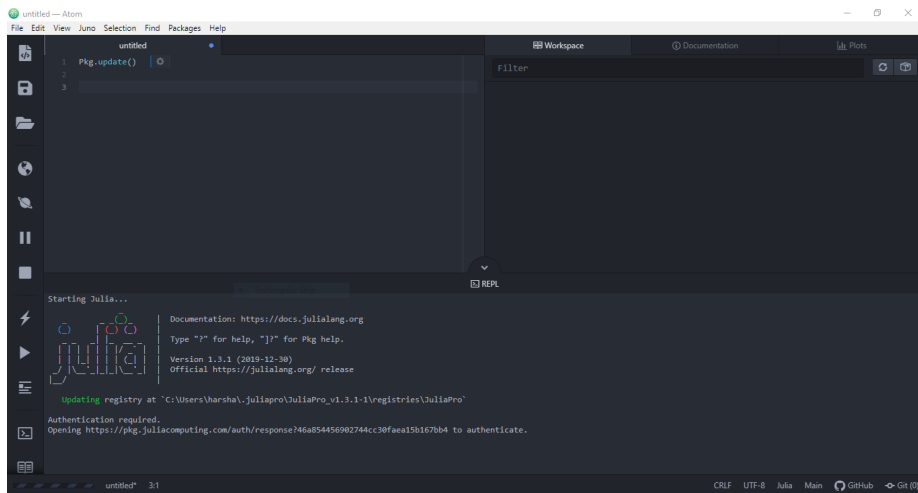 untitled — Atom
File Edit View Juno Selection Find Packages Help
untitled
Workspace
Documentation
Plots
1 Pkg.update()
2
3
Filter
REPL
Starting Julia...
Documentation: https://docs.julialang.org
Type "?" for help, "]?" for Pkg help.
Version 1.3.1 (2019-12-30)
Official https://julialang.org/ release
Updating registry at `C:\Users\harsha\.juliapro\JuliaPro_v1.3.1-1\registries\JuliaPro`
Authentication required.
Opening https://pkg.juliacomputing.com/auth/response?46a854456902744cc30faea15b167bb4 to authenticate.
untitled* 3:1
CRLF UTF-8 Julia Main GitHub Git (0)